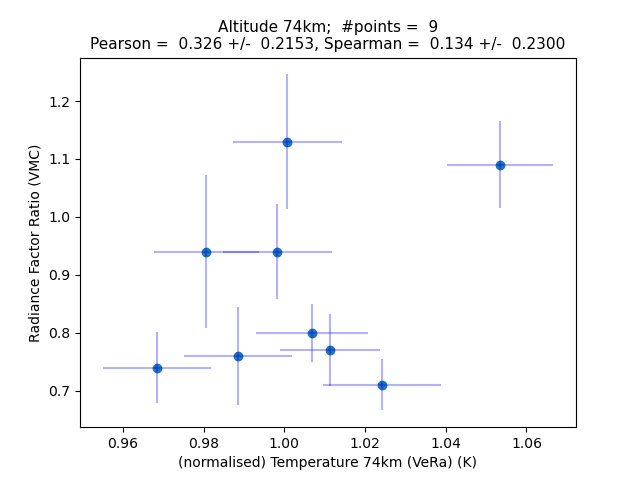 Altitude 74km;  #points =  9
Pearson =  0.326 +/-  0.2153, Spearman =  0.134 +/-  0.2300
1.2
1.1
1.0
0.9
0.8
0.7
Radiance Factor Ratio (VMC)
0.96 0.98 1.00 1.02 1.04 1.06
(normalised) Temperature 74km (VeRa) (K)